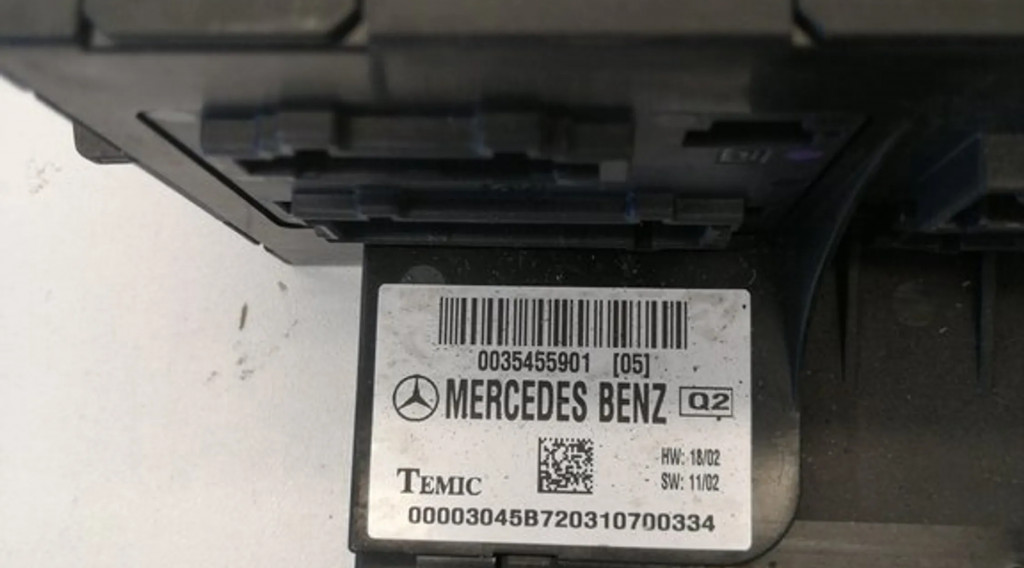 0035455901 [05]
MERCEDES BENZ Q2
HW: 18/02
SW: 11/02
TEMIC
00003045B720310700334